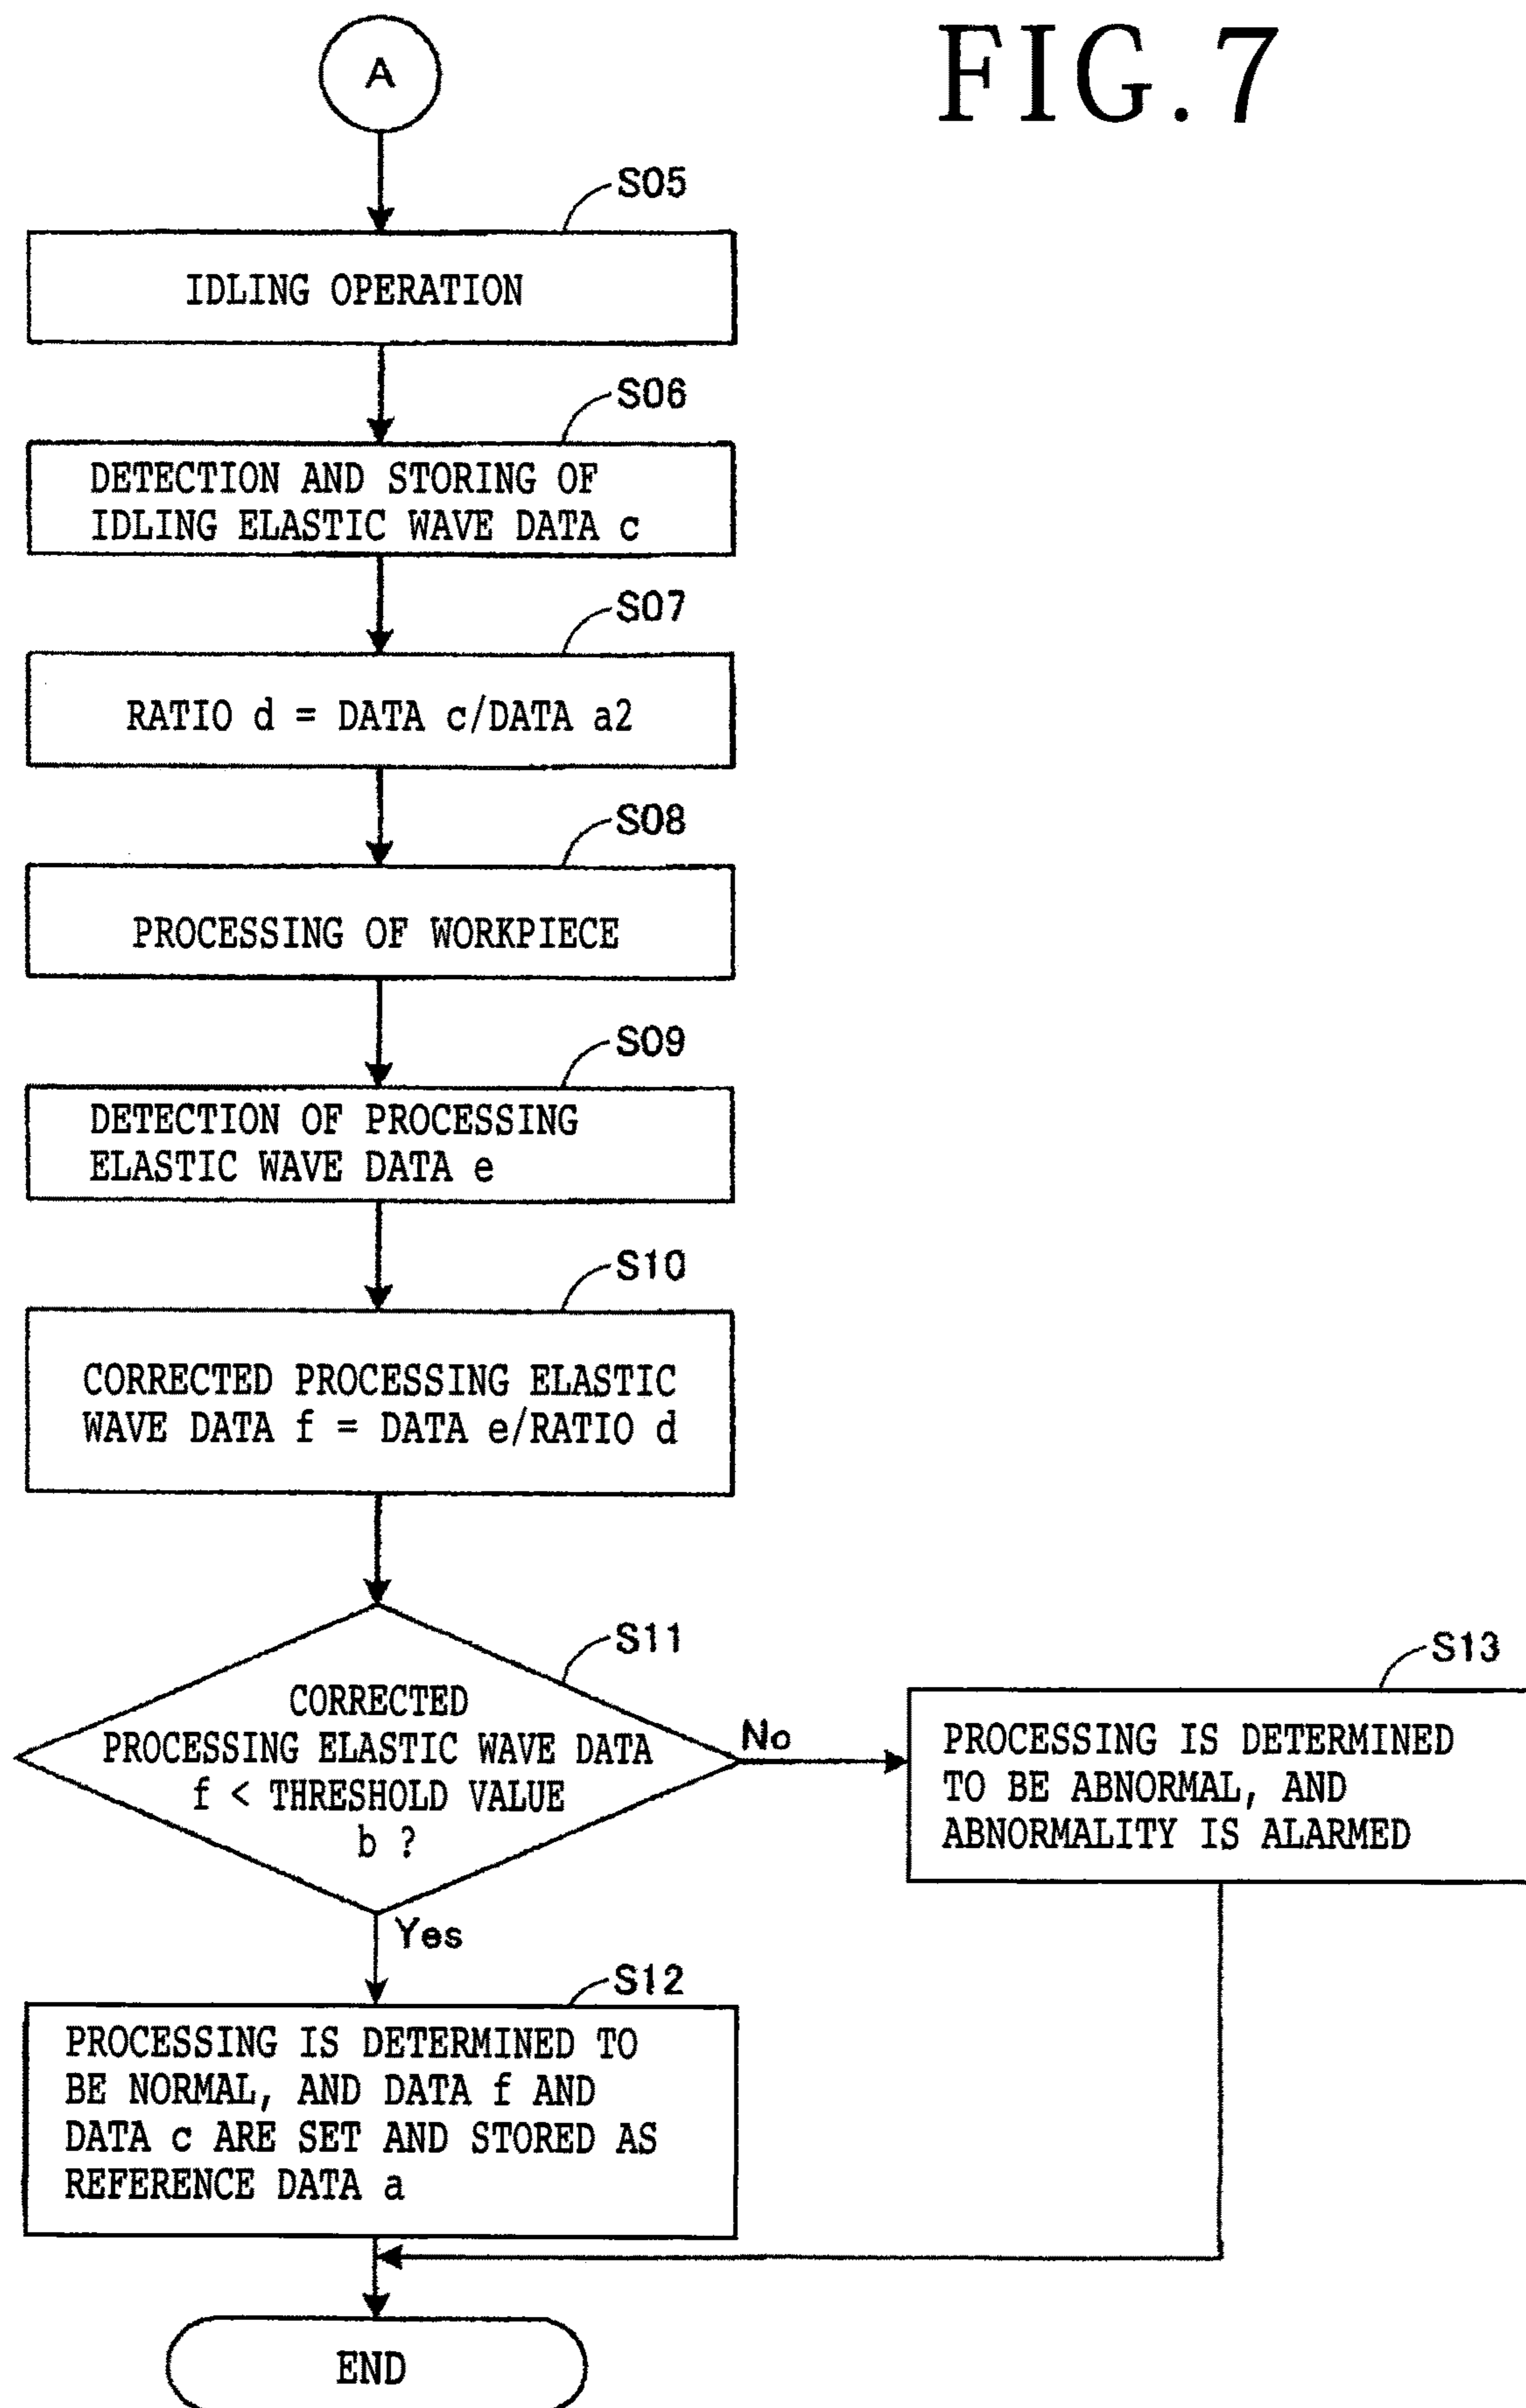 FIG.7
A
S05
IDLING OPERATION
S06
DETECTION AND STORING OF
IDLING ELASTIC WAVE DATA c
S07
RATIO d = DATA c/DATA a2
S08
PROCESSING OF WORKPIECE
S09
DETECTION OF PROCESSING
ELASTIC WAVE DATA e
S10
CORRECTED PROCESSING ELASTIC
WAVE DATA f = DATA e/RATIO d
S11
CORRECTED
PROCESSING ELASTIC WAVE DATA
f < THRESHOLD VALUE
b ?
No
S13
PROCESSING IS DETERMINED
TO BE ABNORMAL, AND
ABNORMALITY IS ALARMED
Yes
S12
PROCESSING IS DETERMINED TO
BE NORMAL, AND DATA f AND
DATA c ARE SET AND STORED AS
REFERENCE DATA a
END